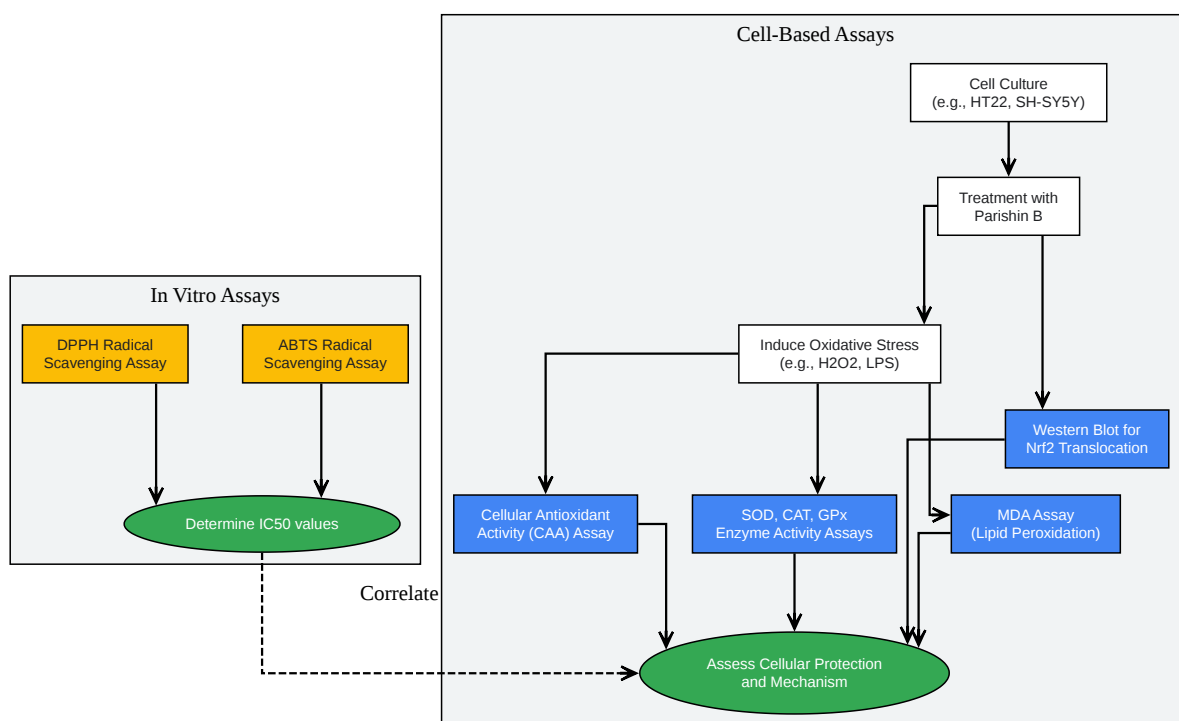 Cell-Based Assays
Cell Culture
(e.g., HT22, SH-SY5Y)
Treatment with
Parishin B
In Vitro Assays
DPPH Radical
Scavenging Assay
ABTS Radical
Scavenging Assay
Induce Oxidative Stress
(e.g., H2O2, LPS)
Western Blot for
Nrf2 Translocation
Determine IC50 values
Cellular Antioxidant
Activity (CAA) Assay
SOD, CAT, GPx
Enzyme Activity Assays
MDA Assay
(Lipid Peroxidation)
Correlate
Assess Cellular Protection
and Mechanism